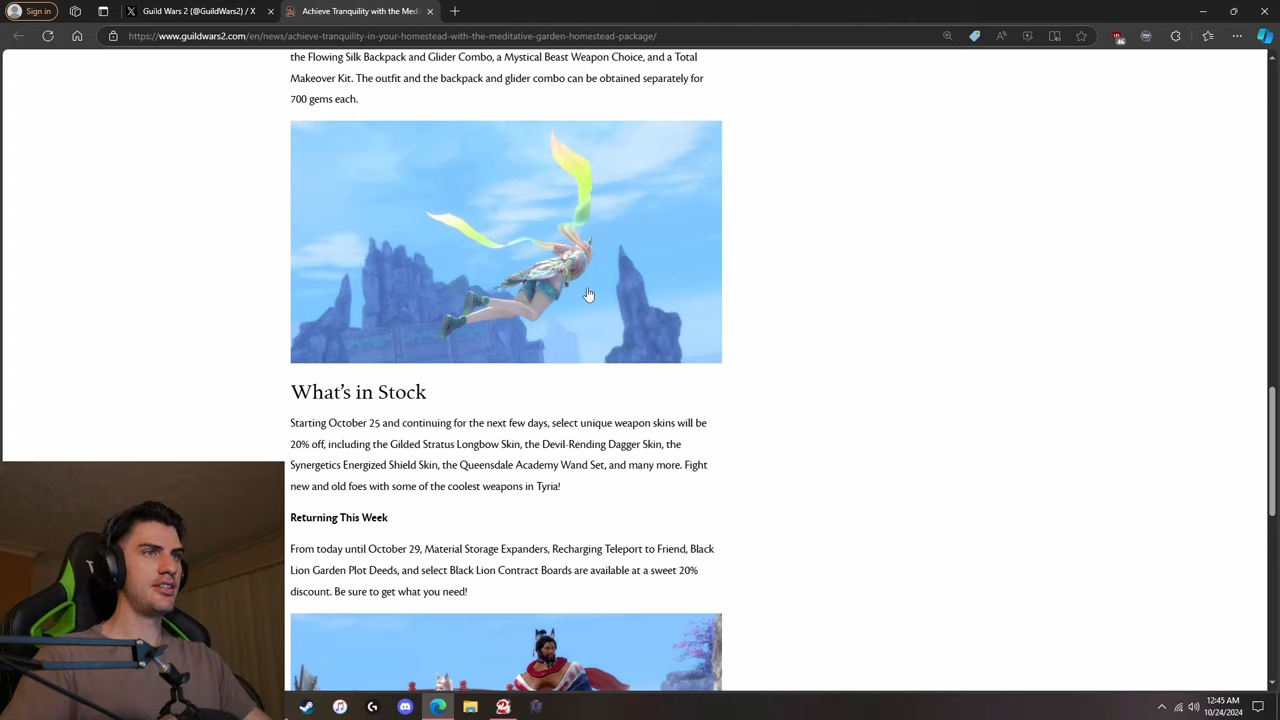 Sign in
Guild Wars 2 (@GuildWars2) / X
Achieve Tranquility with the Med
https://www.guildwars2.com/en/news/achieve-tranquility-in-your-homestead-with-the-meditative-garden-homestead-package/
the Flowing Silk Backpack and Glider Combo, a Mystical Beast Weapon Choice, and a Total
Makeover Kit. The outfit and the backpack and glider combo can be obtained separately for
700 gems each.
What’s in Stock
Starting October 25 and continuing for the next few days, select unique weapon skins will be
20% off, including the Gilded Stratus Longbow Skin, the Devil-Rending Dagger Skin, the
Synergetics Energized Shield Skin, the Queensdale Academy Wand Set, and many more. Fight
new and old foes with some of the coolest weapons in Tyria!
Returning This Week
From today until October 29, Material Storage Expanders, Recharging Teleport to Friend, Black
Lion Garden Plot Deeds, and select Black Lion Contract Boards are available at a sweet 20%
discount. Be sure to get what you need!
12:45 AM
10/24/2024